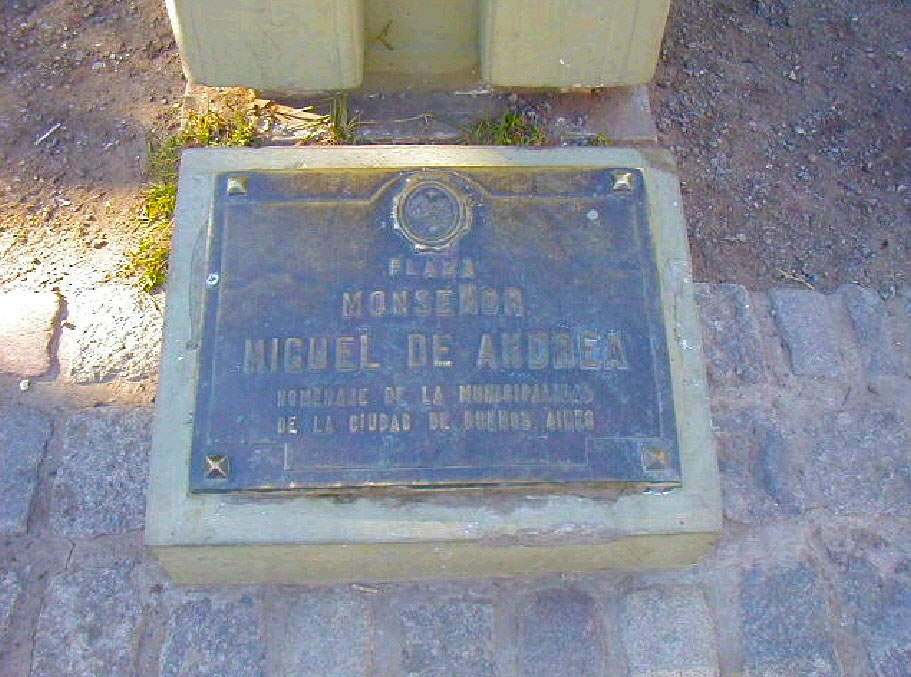 PLAZA
MONSEÑOR
MIGUEL DE ANDREA
HOMENAJE DE LA MUNICIPALIDAD
DE LA CIUDAD DE BUENOS AIRES